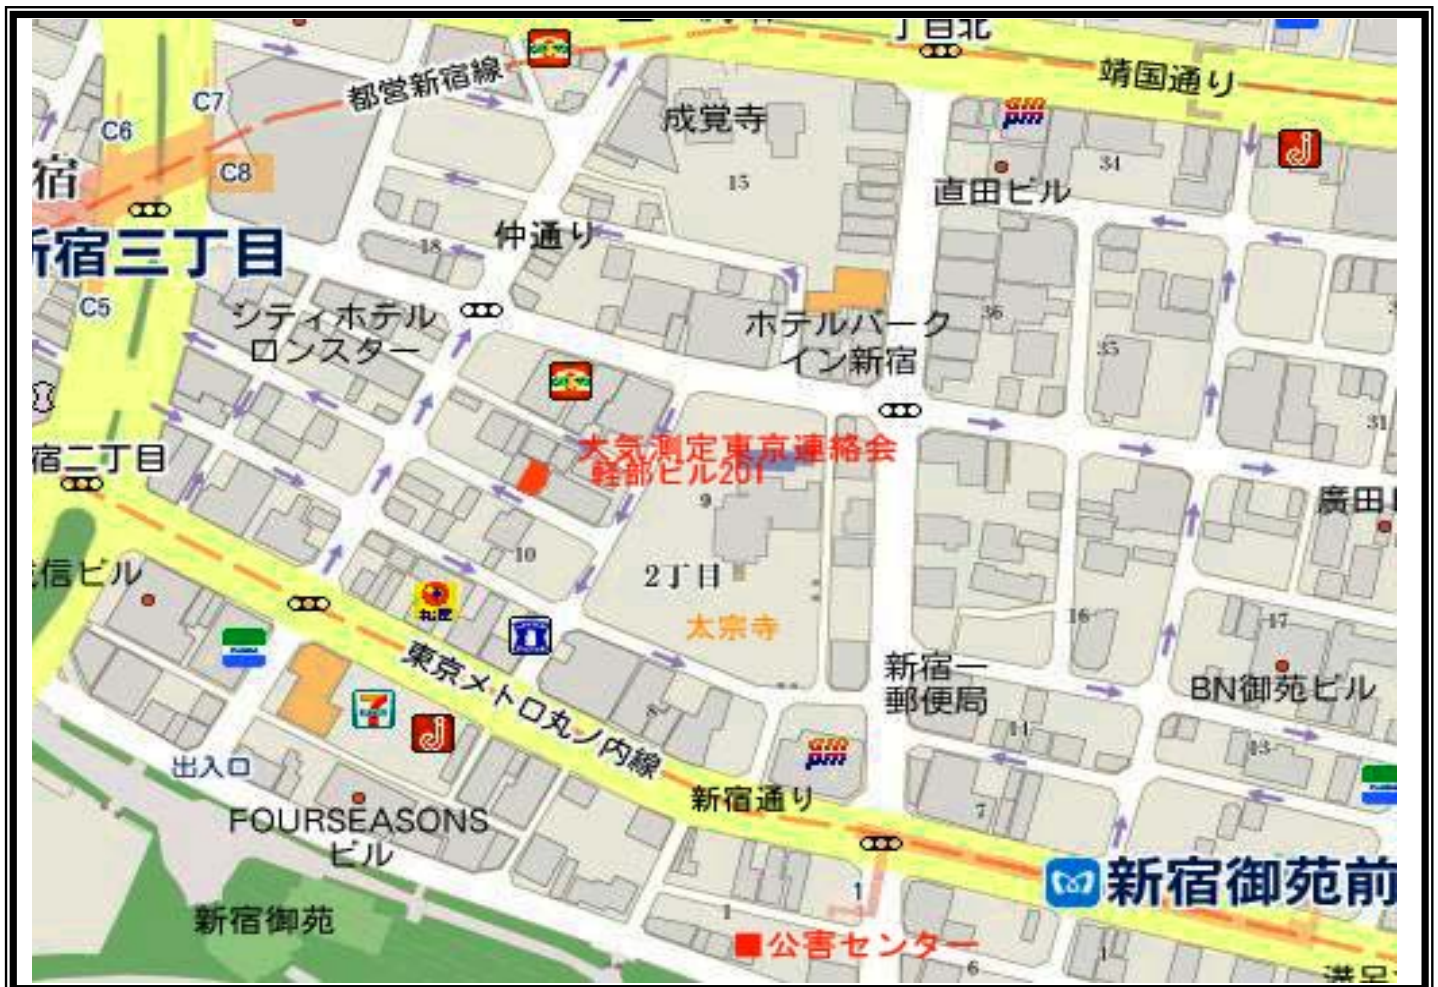 丁目北
靖国通り
都営新宿線
C7
C6
C8
成覚寺
15
34
直田ビル
宿
仲通り
18
新宿三丁目
C5
シティホテル
ロンスター
36
ホテルパーク
イン新宿
35
31
大気測定東京連絡会
軽部ビル201
宿二丁目
9
廣田
10
信ビル
2丁目
太宗寺
16
17
東京メトロ丸ノ内線
新宿一
郵便局
BN御苑ビル
8
14
13
出入口
新宿通り
7
FOURSEASONS
ビル
新宿御苑前
1
1
新宿御苑
■公害センター
6
1